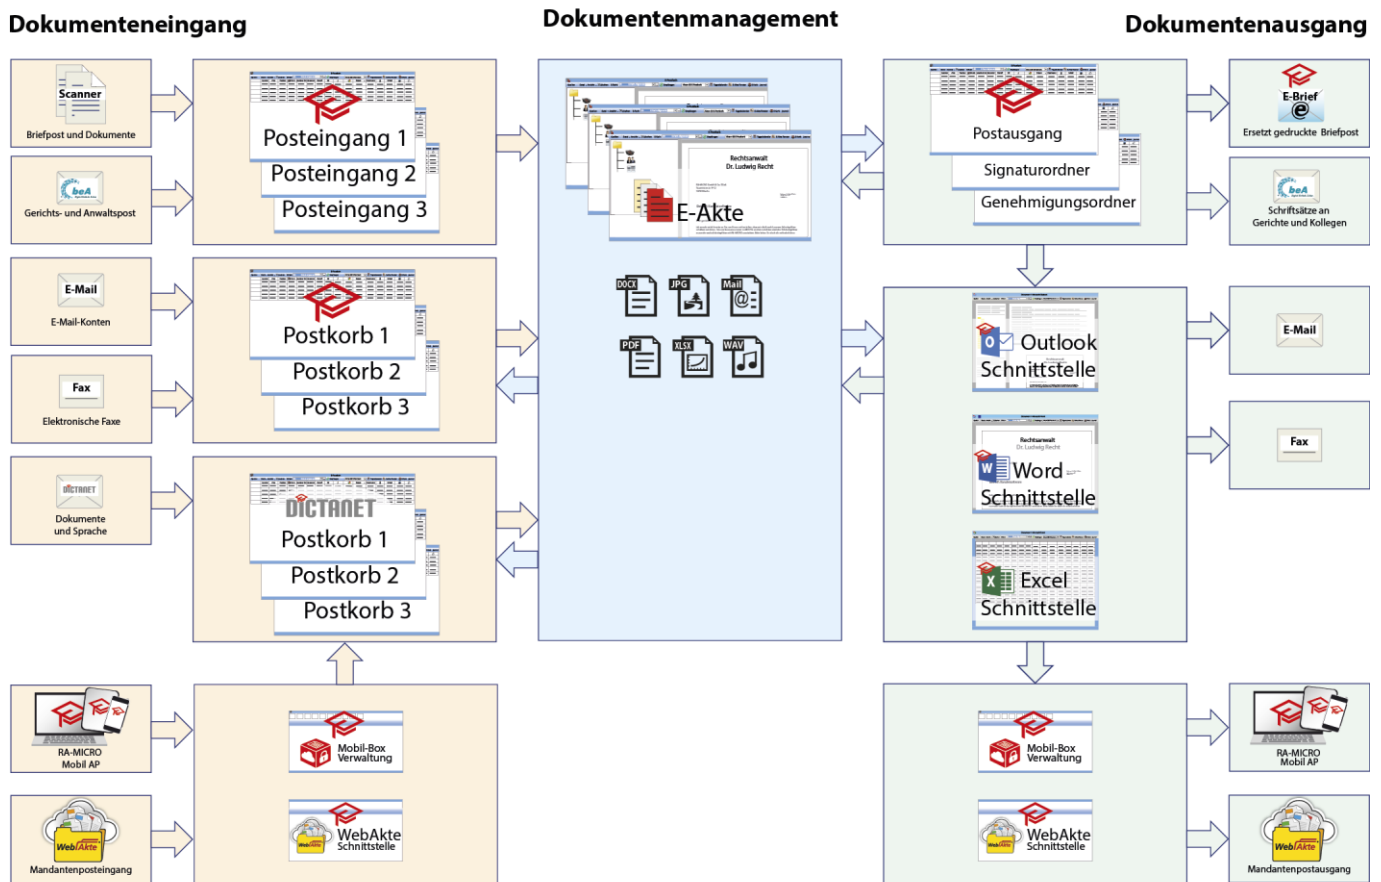 Dokumenteneingang
Dokumentenmanagement
Dokumentenausgang
Scanner
Briefpost und Dokumente
beA
Gerichts- und Anwaltspost
Posteingang 1
Posteingang 2
Posteingang 3
E-Mail
E-Mail-Konten
Fax
Elektronische Faxe
Postkorb 1
Postkorb 2
Postkorb 3
DICTANET
Dokumente
und Sprache
DICTANET
Postkorb 1
Postkorb 2
Postkorb 3
RA-MICRO
Mobil AP
WebAkte
Mandantenposteingang
Mobil-Box
Verwaltung
WebAkte
WebAkte
Schnittstelle
Rechtsanwalt
Dr. Ludwig Recht
E-Akte
DOCX
JPG
Mail
@
PDF
XLSX
WAV
Postausgang
Signaturordner
Genehmigungsordner
O
Outlook
Schnittstelle
Rechtsanwalt
Dr. Ludwig Recht
W
Word
Schnittstelle
X
Excel
Schnittstelle
Mobil-Box
Verwaltung
WebAkte
WebAkte
Schnittstelle
E-Brief
e
Ersetzt gedruckte Briefpost
beA
Schriftsätze an
Gerichte und Kollegen
E-Mail
Fax
RA-MICRO
Mobil AP
WebAkte
Mandantenpostausgang